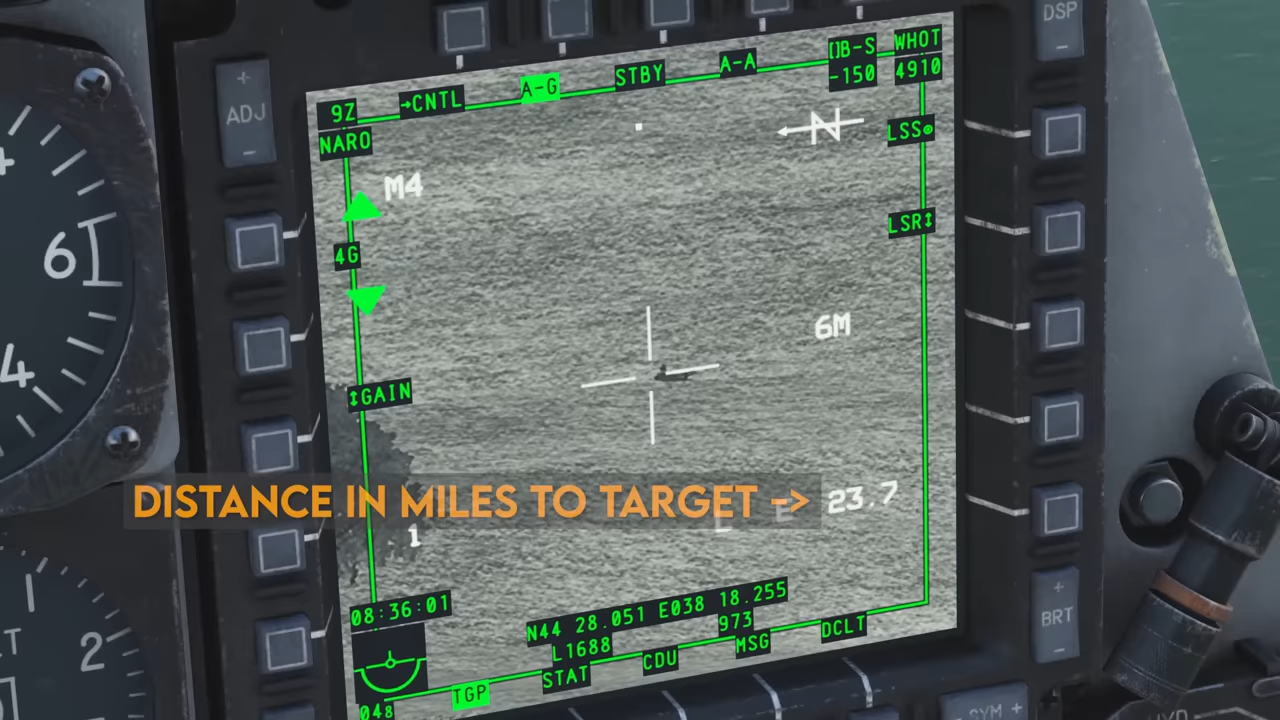 DSP
WHOT
[]B-S
A-A
STBY
A-G
→CNTL
9Z
-150
4910
ADJ
NARO
N
LSS
M4
LSR↕
6
4G
6M
4
↕GAIN
DISTANCE IN MILES TO TARGET ->
23.7
1
08:36:01
N44 28.051 E038 18.255
L1688
973
BRT
1
2
STAT
CDU
MSG
DCLT
TGP
048
SYM +